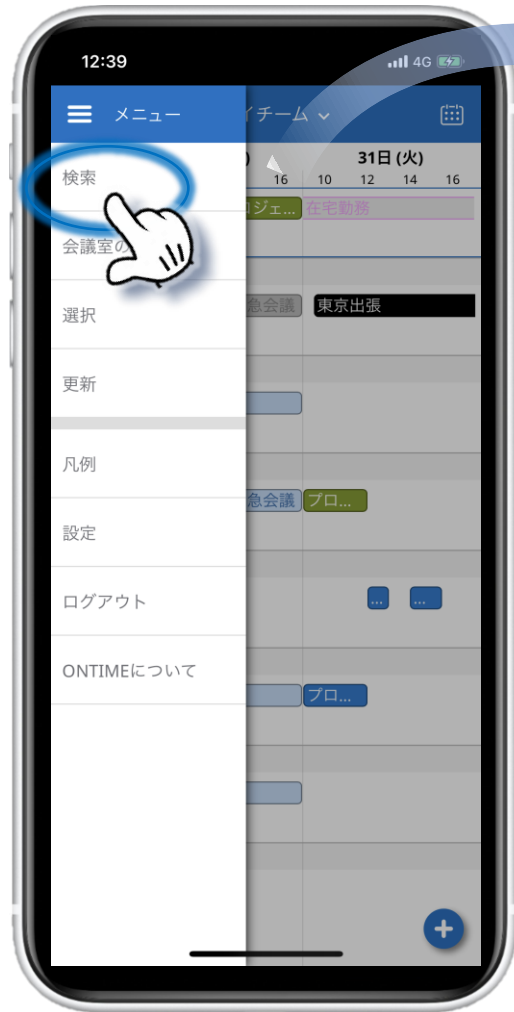 12:39
4G
メニュー
イチーム
31日 (火)
16 10 12 14 16
検索
ロジェ... 在宅勤務
会議室の
急会議 東京出張
選択
更新
凡例
急会議 プロ...
設定
ログアウト
... ...
ONTIMEについて
プロ...